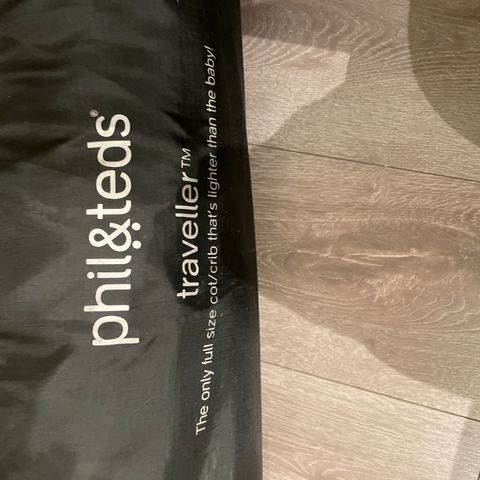 phil&teds®
traveller™
The only full size cot/crib that's lighter than the baby!